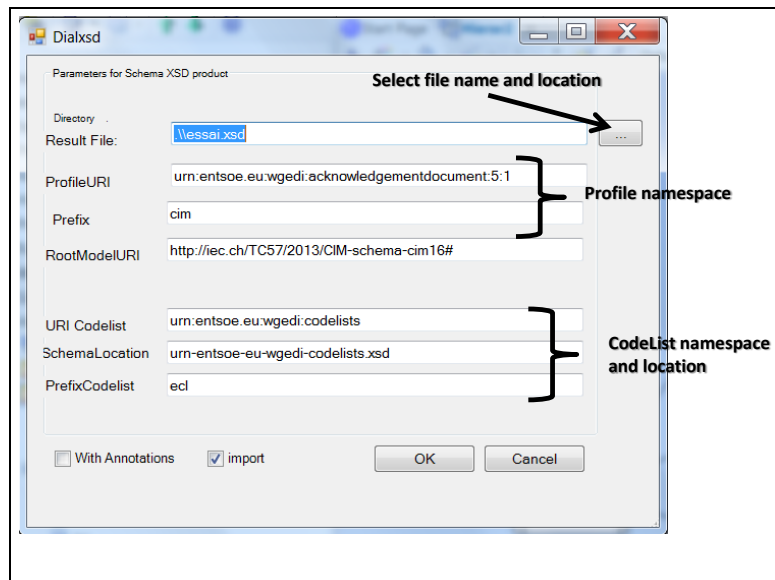 Dialxsd
Parameters for Schema XSD product
Select file name and location
Directory .
Result File: .\\essai.xsd ...
ProfileURI urn:entsoe.eu:wgedi:acknowledgementdocument:5:1
Profile namespace
Prefix cim
RootModelURI http://iec.ch/TC57/2013/CIM-schema-cim16#
URI Codelist urn:entsoe.eu:wgedi:codelists
CodeList namespace
SchemaLocation urn-entsoe-eu-wgedi-codelists.xsd
and location
PrefixCodelist ecl
With Annotations import OK Cancel